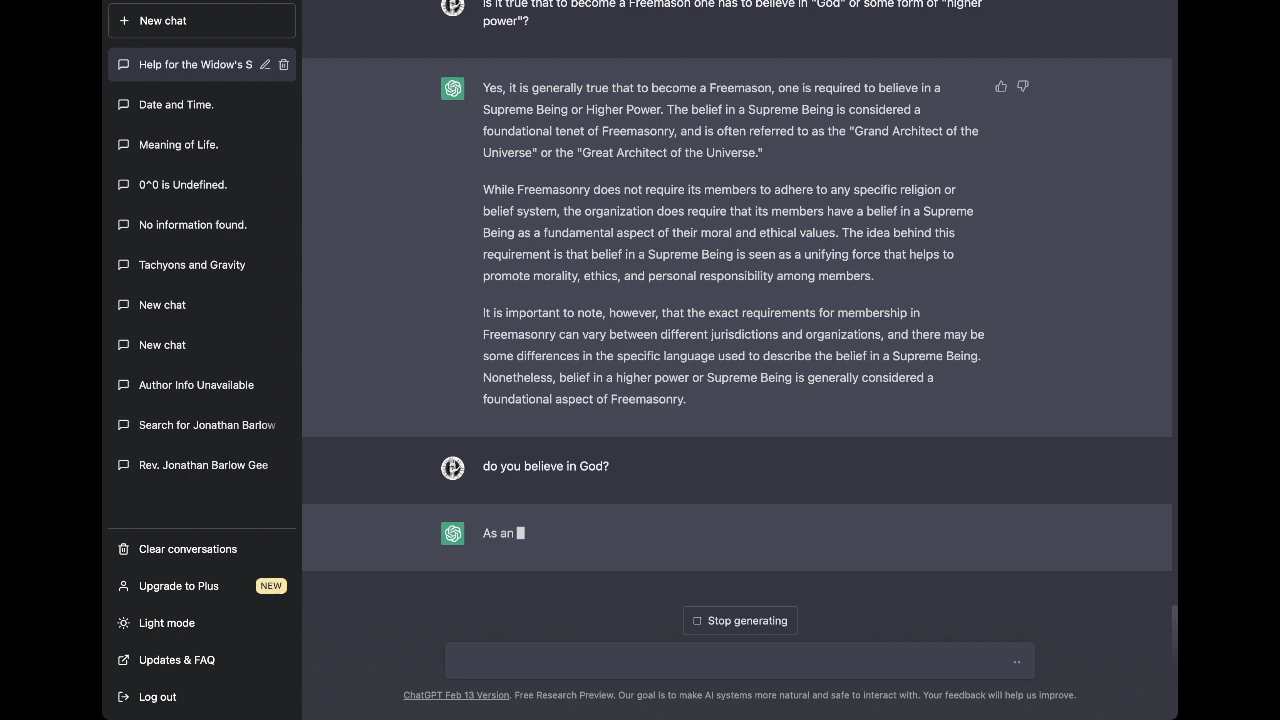 New chat
Help for the Widow's S
Date and Time.
Meaning of Life.
0^0 is Undefined.
No information found.
Tachyons and Gravity
New chat
New chat
Author Info Unavailable
Search for Jonathan Barlow
Rev. Jonathan Barlow Gee
Clear conversations
Upgrade to Plus
NEW
Light mode
Updates & FAQ
Log out
is it true that to become a Freemason one has to believe in "God" or some form of "higher
power"?
Yes, it is generally true that to become a Freemason, one is required to believe in a
Supreme Being or Higher Power. The belief in a Supreme Being is considered a
foundational tenet of Freemasonry, and is often referred to as the "Grand Architect of the
Universe" or the "Great Architect of the Universe."
While Freemasonry does not require its members to adhere to any specific religion or
belief system, the organization does require that its members have a belief in a Supreme
Being as a fundamental aspect of their moral and ethical values. The idea behind this
requirement is that belief in a Supreme Being is seen as a unifying force that helps to
promote morality, ethics, and personal responsibility among members.
It is important to note, however, that the exact requirements for membership in
Freemasonry can vary between different jurisdictions and organizations, and there may be
some differences in the specific language used to describe the belief in a Supreme Being.
Nonetheless, belief in a higher power or Supreme Being is generally considered a
foundational aspect of Freemasonry.
do you believe in God?
As an
Stop generating
ChatGPT Feb 13 Version. Free Research Preview. Our goal is to make AI systems more natural and safe to interact with. Your feedback will help us improve.